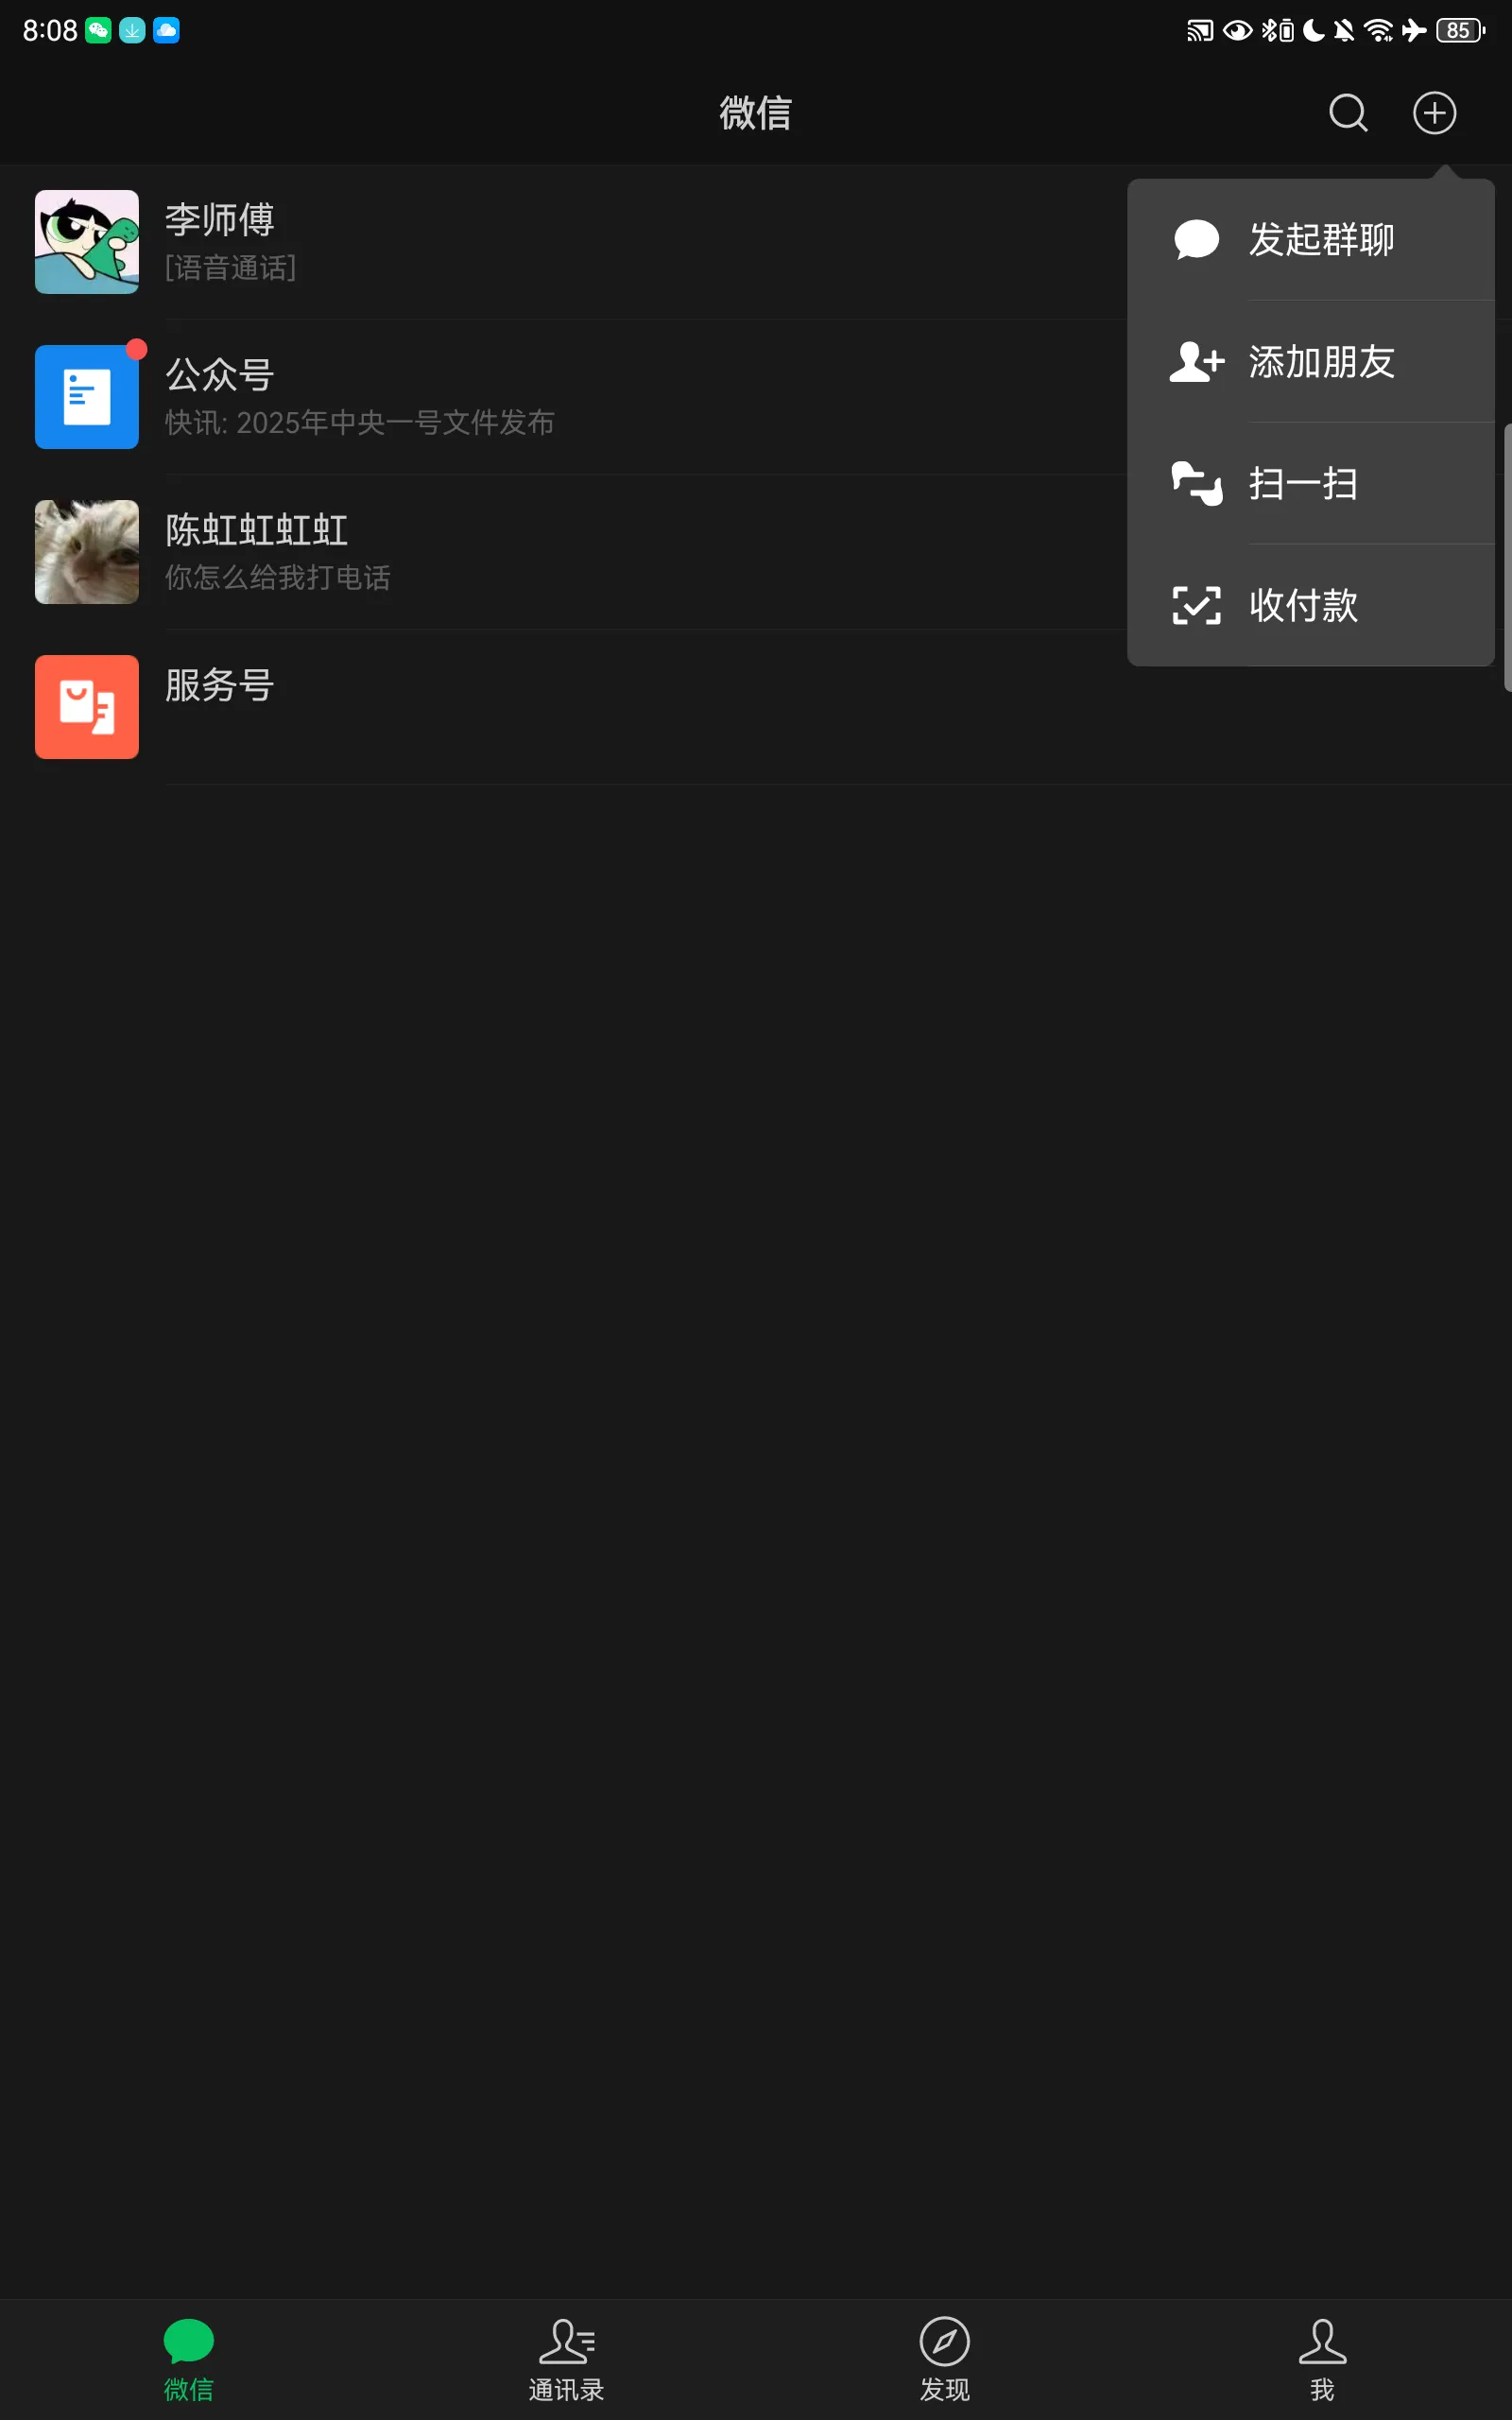 8:08
85
微信
李师傅
[语音通话]
公众号
快讯: 2025年中央一号文件发布
陈虹虹虹虹
你怎么给我打电话
服务号
发起群聊
添加朋友
扫一扫
收付款
微信
通讯录
发现
我